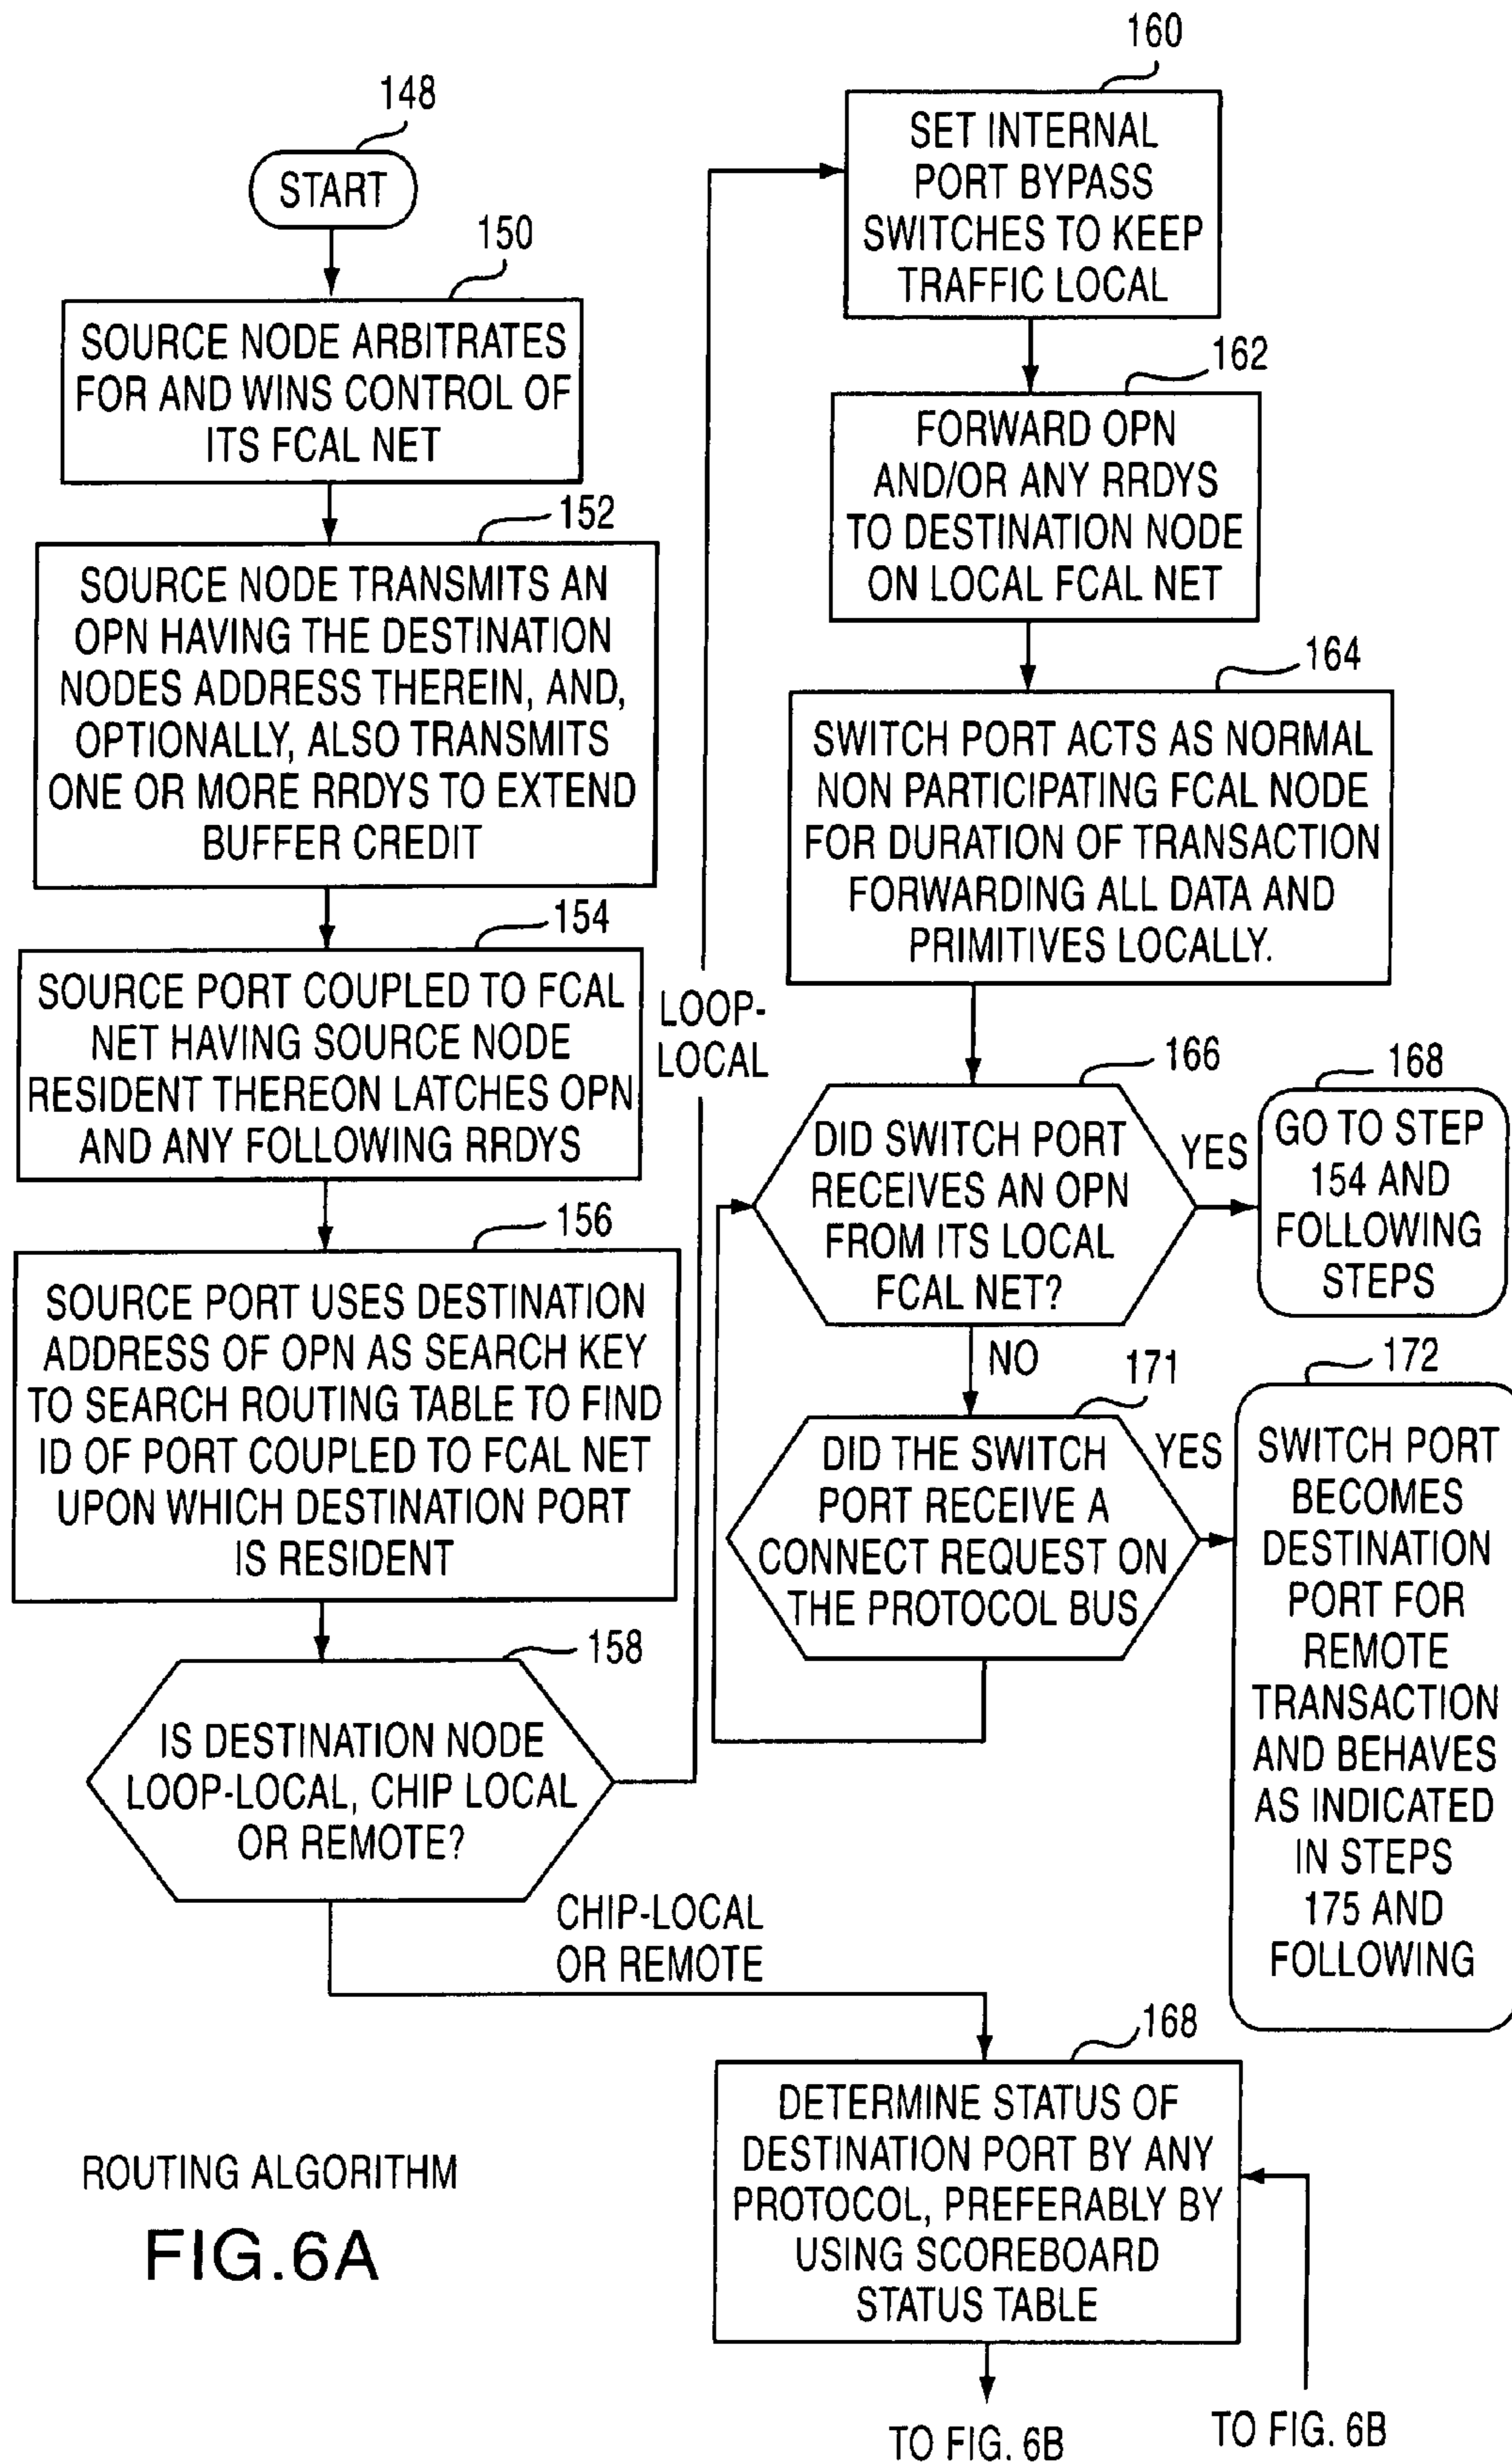 148
START
150
SOURCE NODE ARBITRATES
FOR AND WINS CONTROL OF
ITS FCAL NET
152
SOURCE NODE TRANSMITS AN
OPN HAVING THE DESTINATION
NODES ADDRESS THEREIN, AND,
OPTIONALLY, ALSO TRANSMITS
ONE OR MORE RRDYS TO EXTEND
BUFFER CREDIT
154
SOURCE PORT COUPLED TO FCAL
NET HAVING SOURCE NODE
RESIDENT THEREON LATCHES OPN
AND ANY FOLLOWING RRDYS
156
SOURCE PORT USES DESTINATION
ADDRESS OF OPN AS SEARCH KEY
TO SEARCH ROUTING TABLE TO FIND
ID OF PORT COUPLED TO FCAL NET
UPON WHICH DESTINATION PORT
IS RESIDENT
158
IS DESTINATION NODE
LOOP-LOCAL, CHIP LOCAL
OR REMOTE?
LOOP-
LOCAL
160
SET INTERNAL
PORT BYPASS
SWITCHES TO KEEP
TRAFFIC LOCAL
162
FORWARD OPN
AND/OR ANY RRDYS
TO DESTINATION NODE
ON LOCAL FCAL NET
164
SWITCH PORT ACTS AS NORMAL
NON PARTICIPATING FCAL NODE
FOR DURATION OF TRANSACTION
FORWARDING ALL DATA AND
PRIMITIVES LOCALLY.
166
DID SWITCH PORT
RECEIVES AN OPN
FROM ITS LOCAL
FCAL NET?
YES
168
GO TO STEP
154 AND
FOLLOWING
STEPS
NO
171
DID THE SWITCH
PORT RECEIVE A
CONNECT REQUEST ON
THE PROTOCOL BUS
YES
172
SWITCH PORT
BECOMES
DESTINATION
PORT FOR
REMOTE
TRANSACTION
AND BEHAVES
AS INDICATED
IN STEPS
175 AND
FOLLOWING
CHIP-LOCAL
OR REMOTE
168
DETERMINE STATUS OF
DESTINATION PORT BY ANY
PROTOCOL, PREFERABLY BY
USING SCOREBOARD
STATUS TABLE
TO FIG. 6B
TO FIG. 6B
ROUTING ALGORITHM
FIG.6A